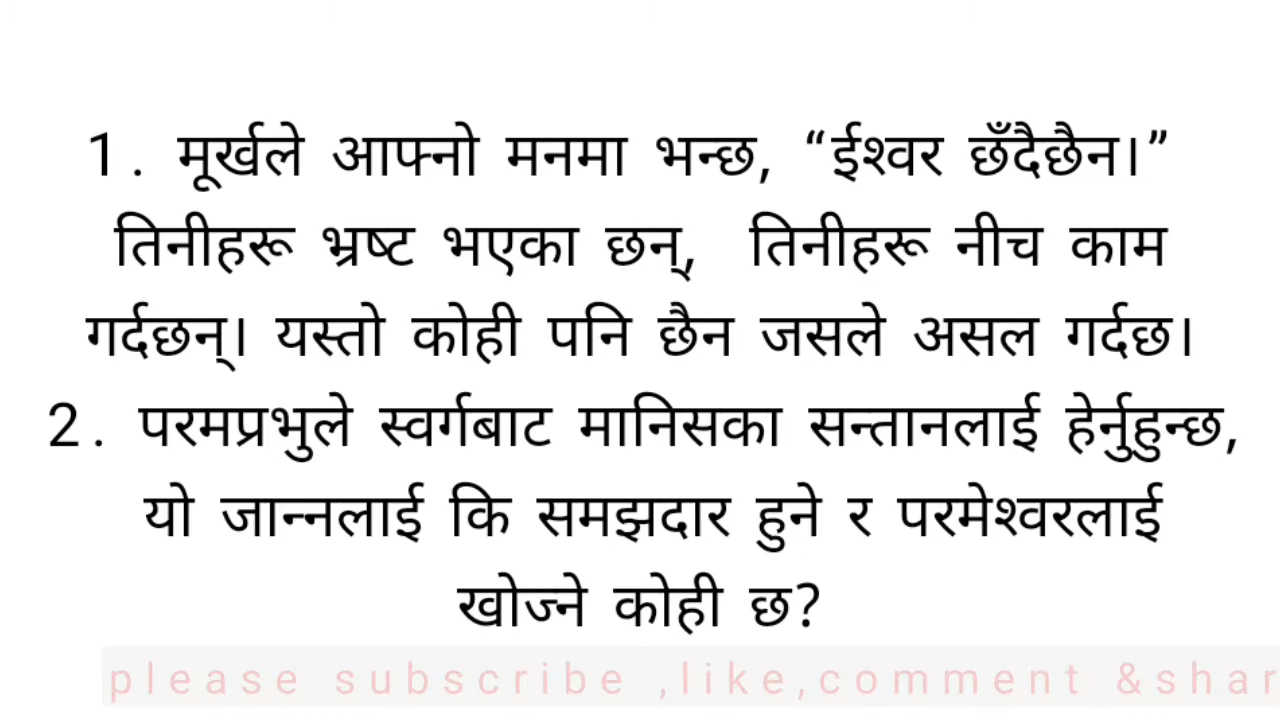 1. मूर्खले आफ्नो मनमा भन्छ, “ईश्वर छँदैछैन।”
तिनीहरू भ्रष्ट भएका छन्, तिनीहरू नीच काम
गर्दछन्। यस्तो कोही पनि छैन जसले असल गर्दछ।
2. परमप्रभुले स्वर्गबाट मानिसका सन्तानलाई हेर्नुहुन्छ,
यो जान्नलाई कि समझदार हुने र परमेश्वरलाई
खोज्ने कोही छ?
please subscribe ,like,comment &shar